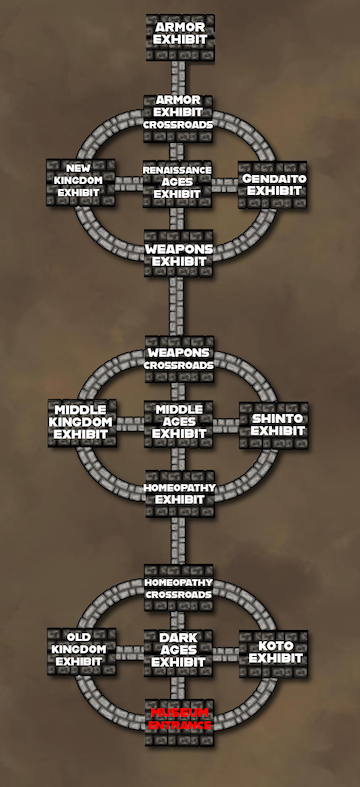 ARMOR
EXHIBIT
ARMOR
EXHIBIT
CROSSROADS
NEW
KINGDOM
EXHIBIT
RENAISSANCE
AGES
EXHIBIT
GENDAITO
EXHIBIT
WEAPONS
EXHIBIT
WEAPONS
CROSSROADS
MIDDLE
KINGDOM
EXHIBIT
MIDDLE
AGES
EXHIBIT
SHINTO
EXHIBIT
HOMEOPATHY
EXHIBIT
HOMEOPATHY
CROSSROADS
OLD
KINGDOM
EXHIBIT
DARK
AGES
EXHIBIT
KOTO
EXHIBIT
MUSEUM
ENTRANCE